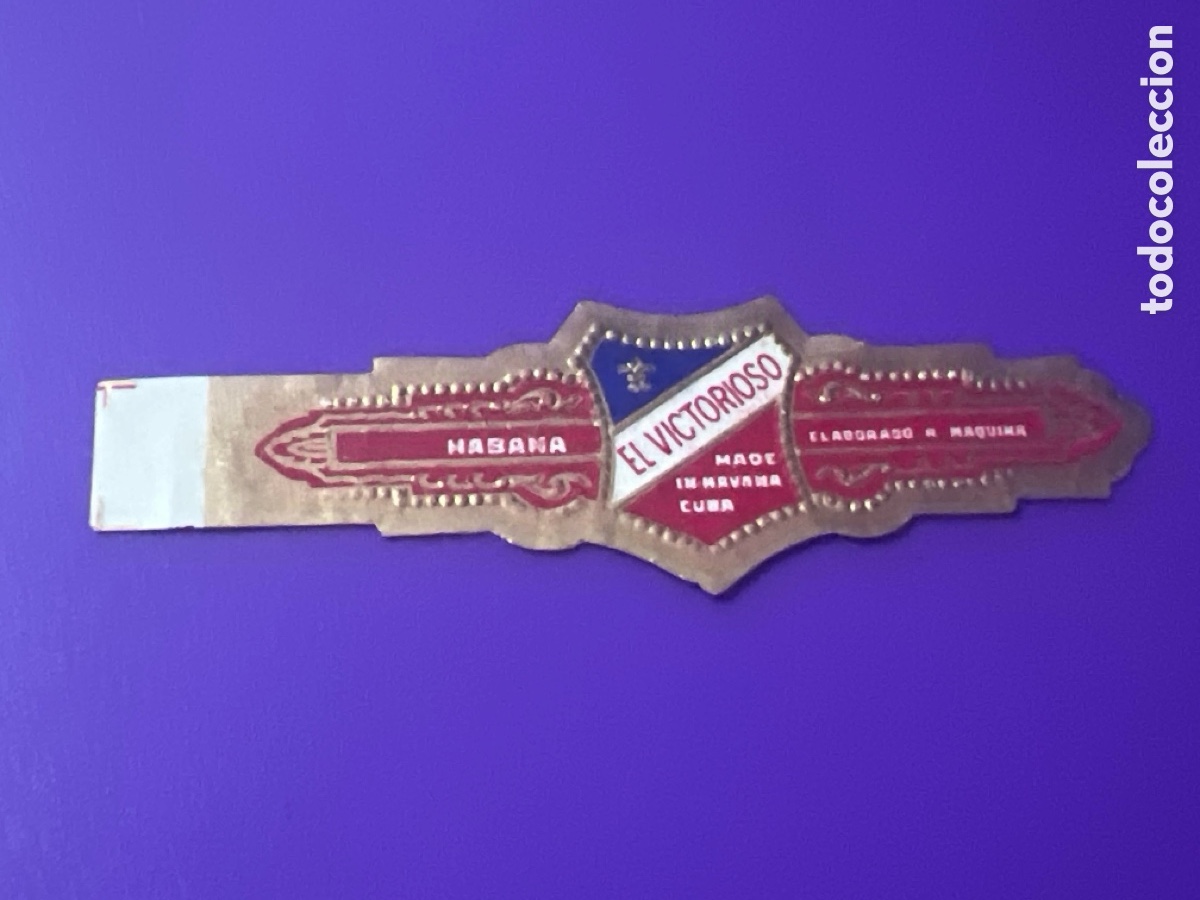 HABANA
EL VICTORIOSO
MADE
IN HAVANA
CUBA
ELABORADO A MAQUINA
todocoleccion